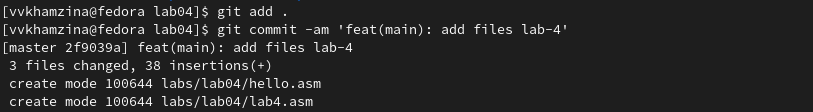 [vvkhamzina@fedora lab04]$ git add .
[vvkhamzina@fedora lab04]$ git commit -am 'feat(main): add files lab-4'
[master 2f9039a] feat(main): add files lab-4
 3 files changed, 38 insertions(+)
 create mode 100644 labs/lab04/hello.asm
 create mode 100644 labs/lab04/lab4.asm